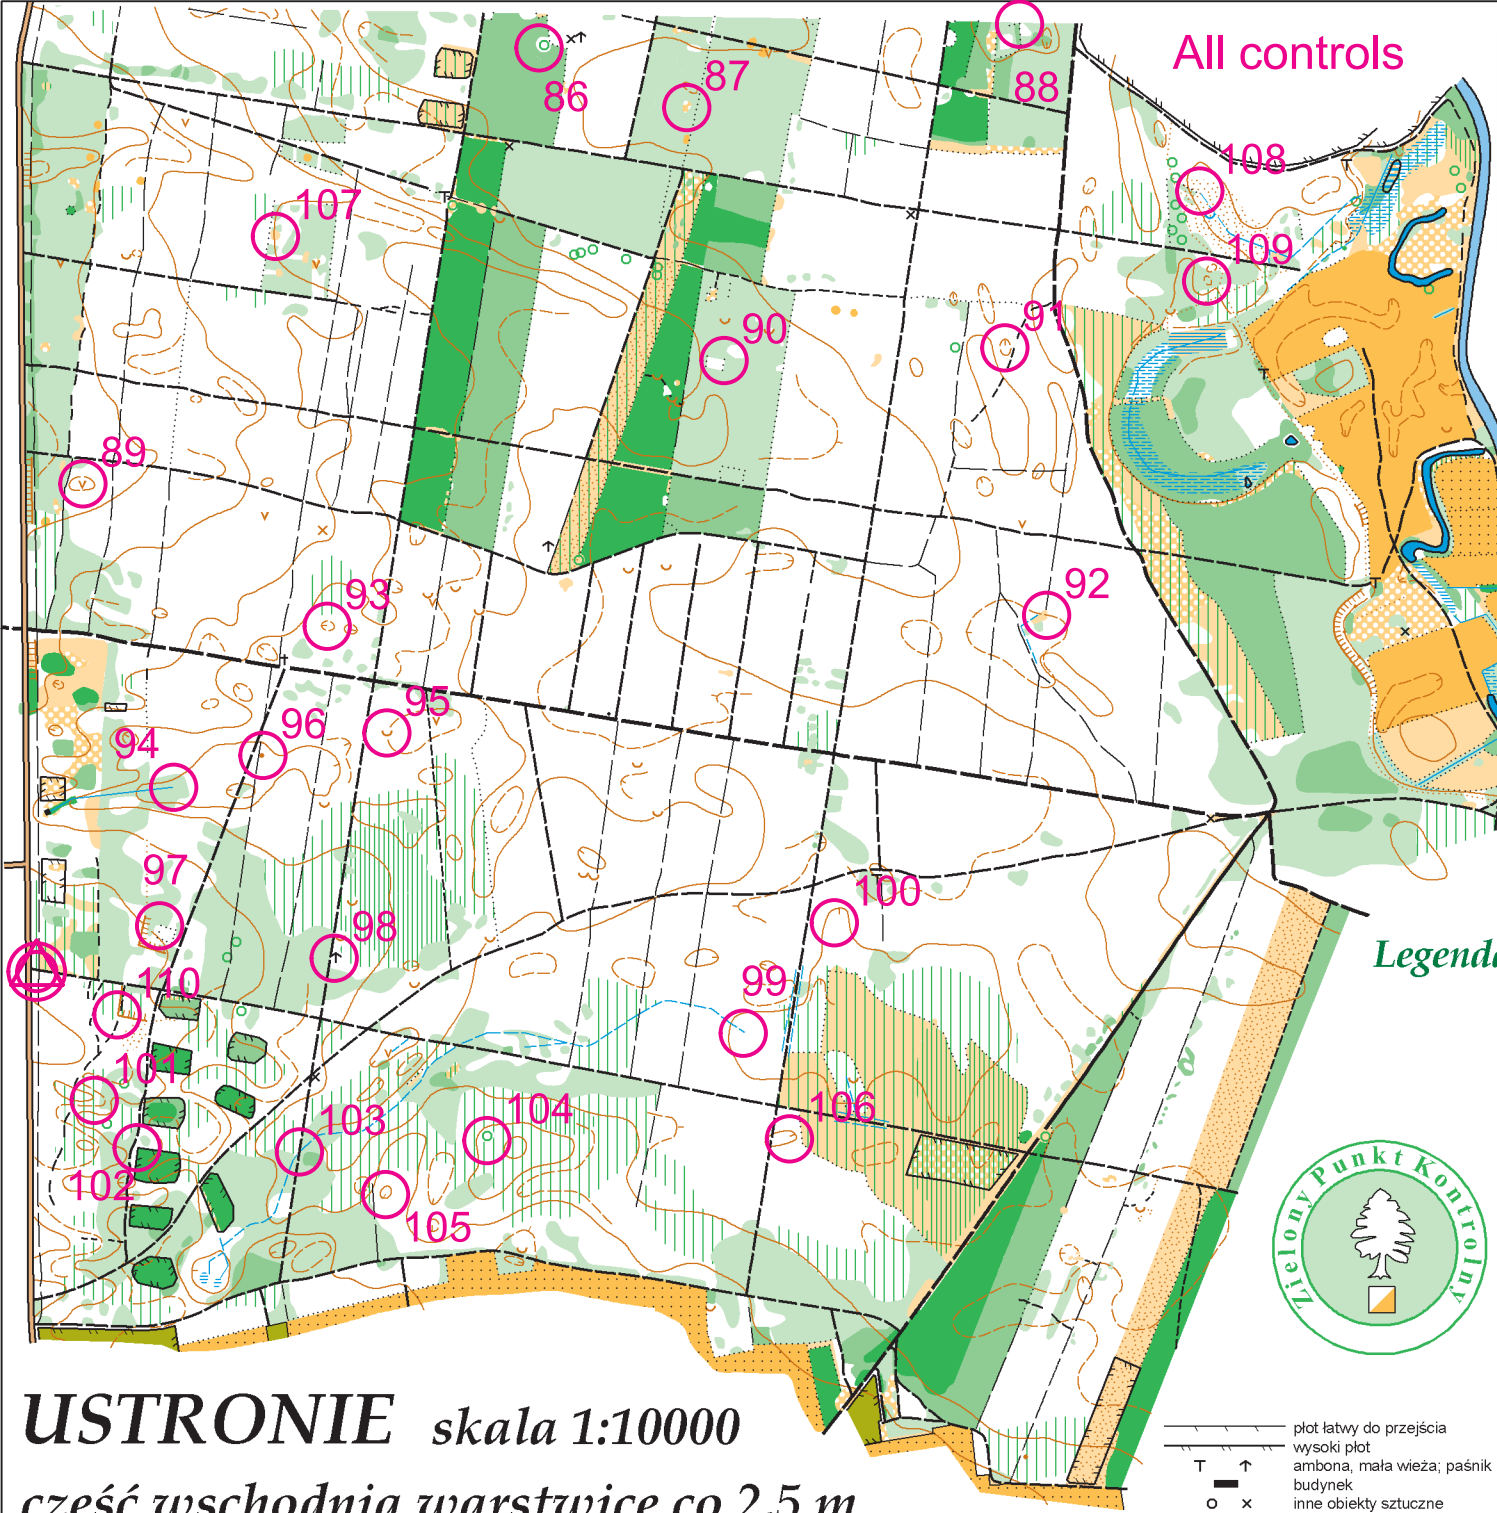 All controls
86
87
88
108
107
109
90
91
89
93
92
95
96
94
97
98
100
99
110
101
103
104
106
102
105
Legenda
Zielony Punkt Kontrolny
USTRONIE skala 1:10000
część wschodnia warstwice co 2,5 m
płot łatwy do przejścia
wysoki płot
ambona, mała wieża; paśnik
budynek
inne obiekty sztuczne